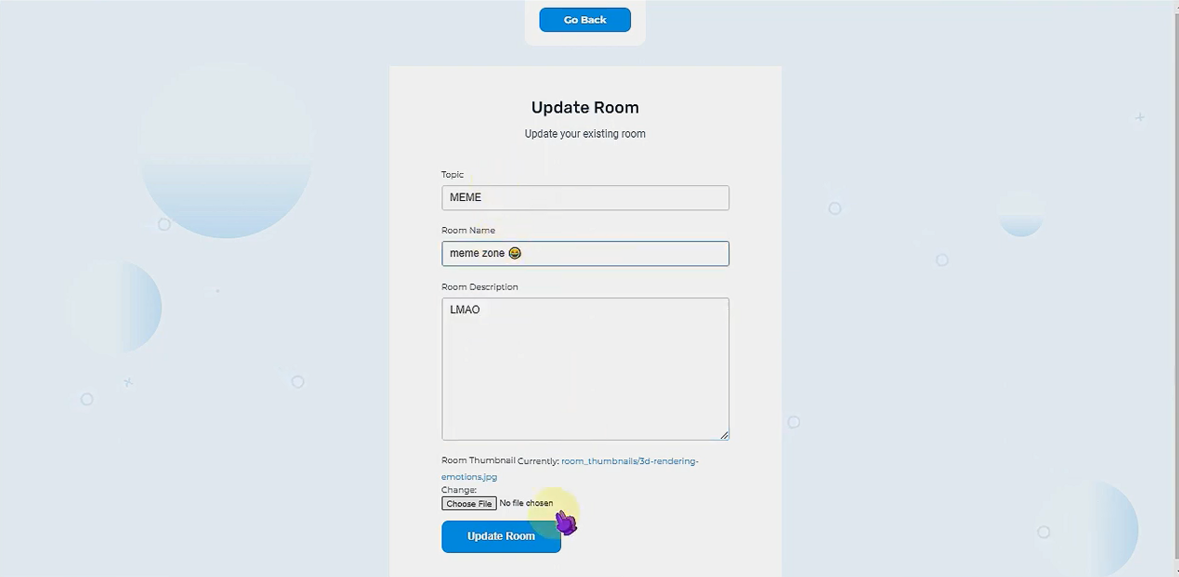 Go Back
Update Room
Update your existing room
Topic
MEME
Room Name
meme zone 😄
Room Description
LMAO
Room Thumbnail Currently: room_thumbnails/3d-rendering-
emotions.jpg
Change:
Choose File No file chosen
Update Room